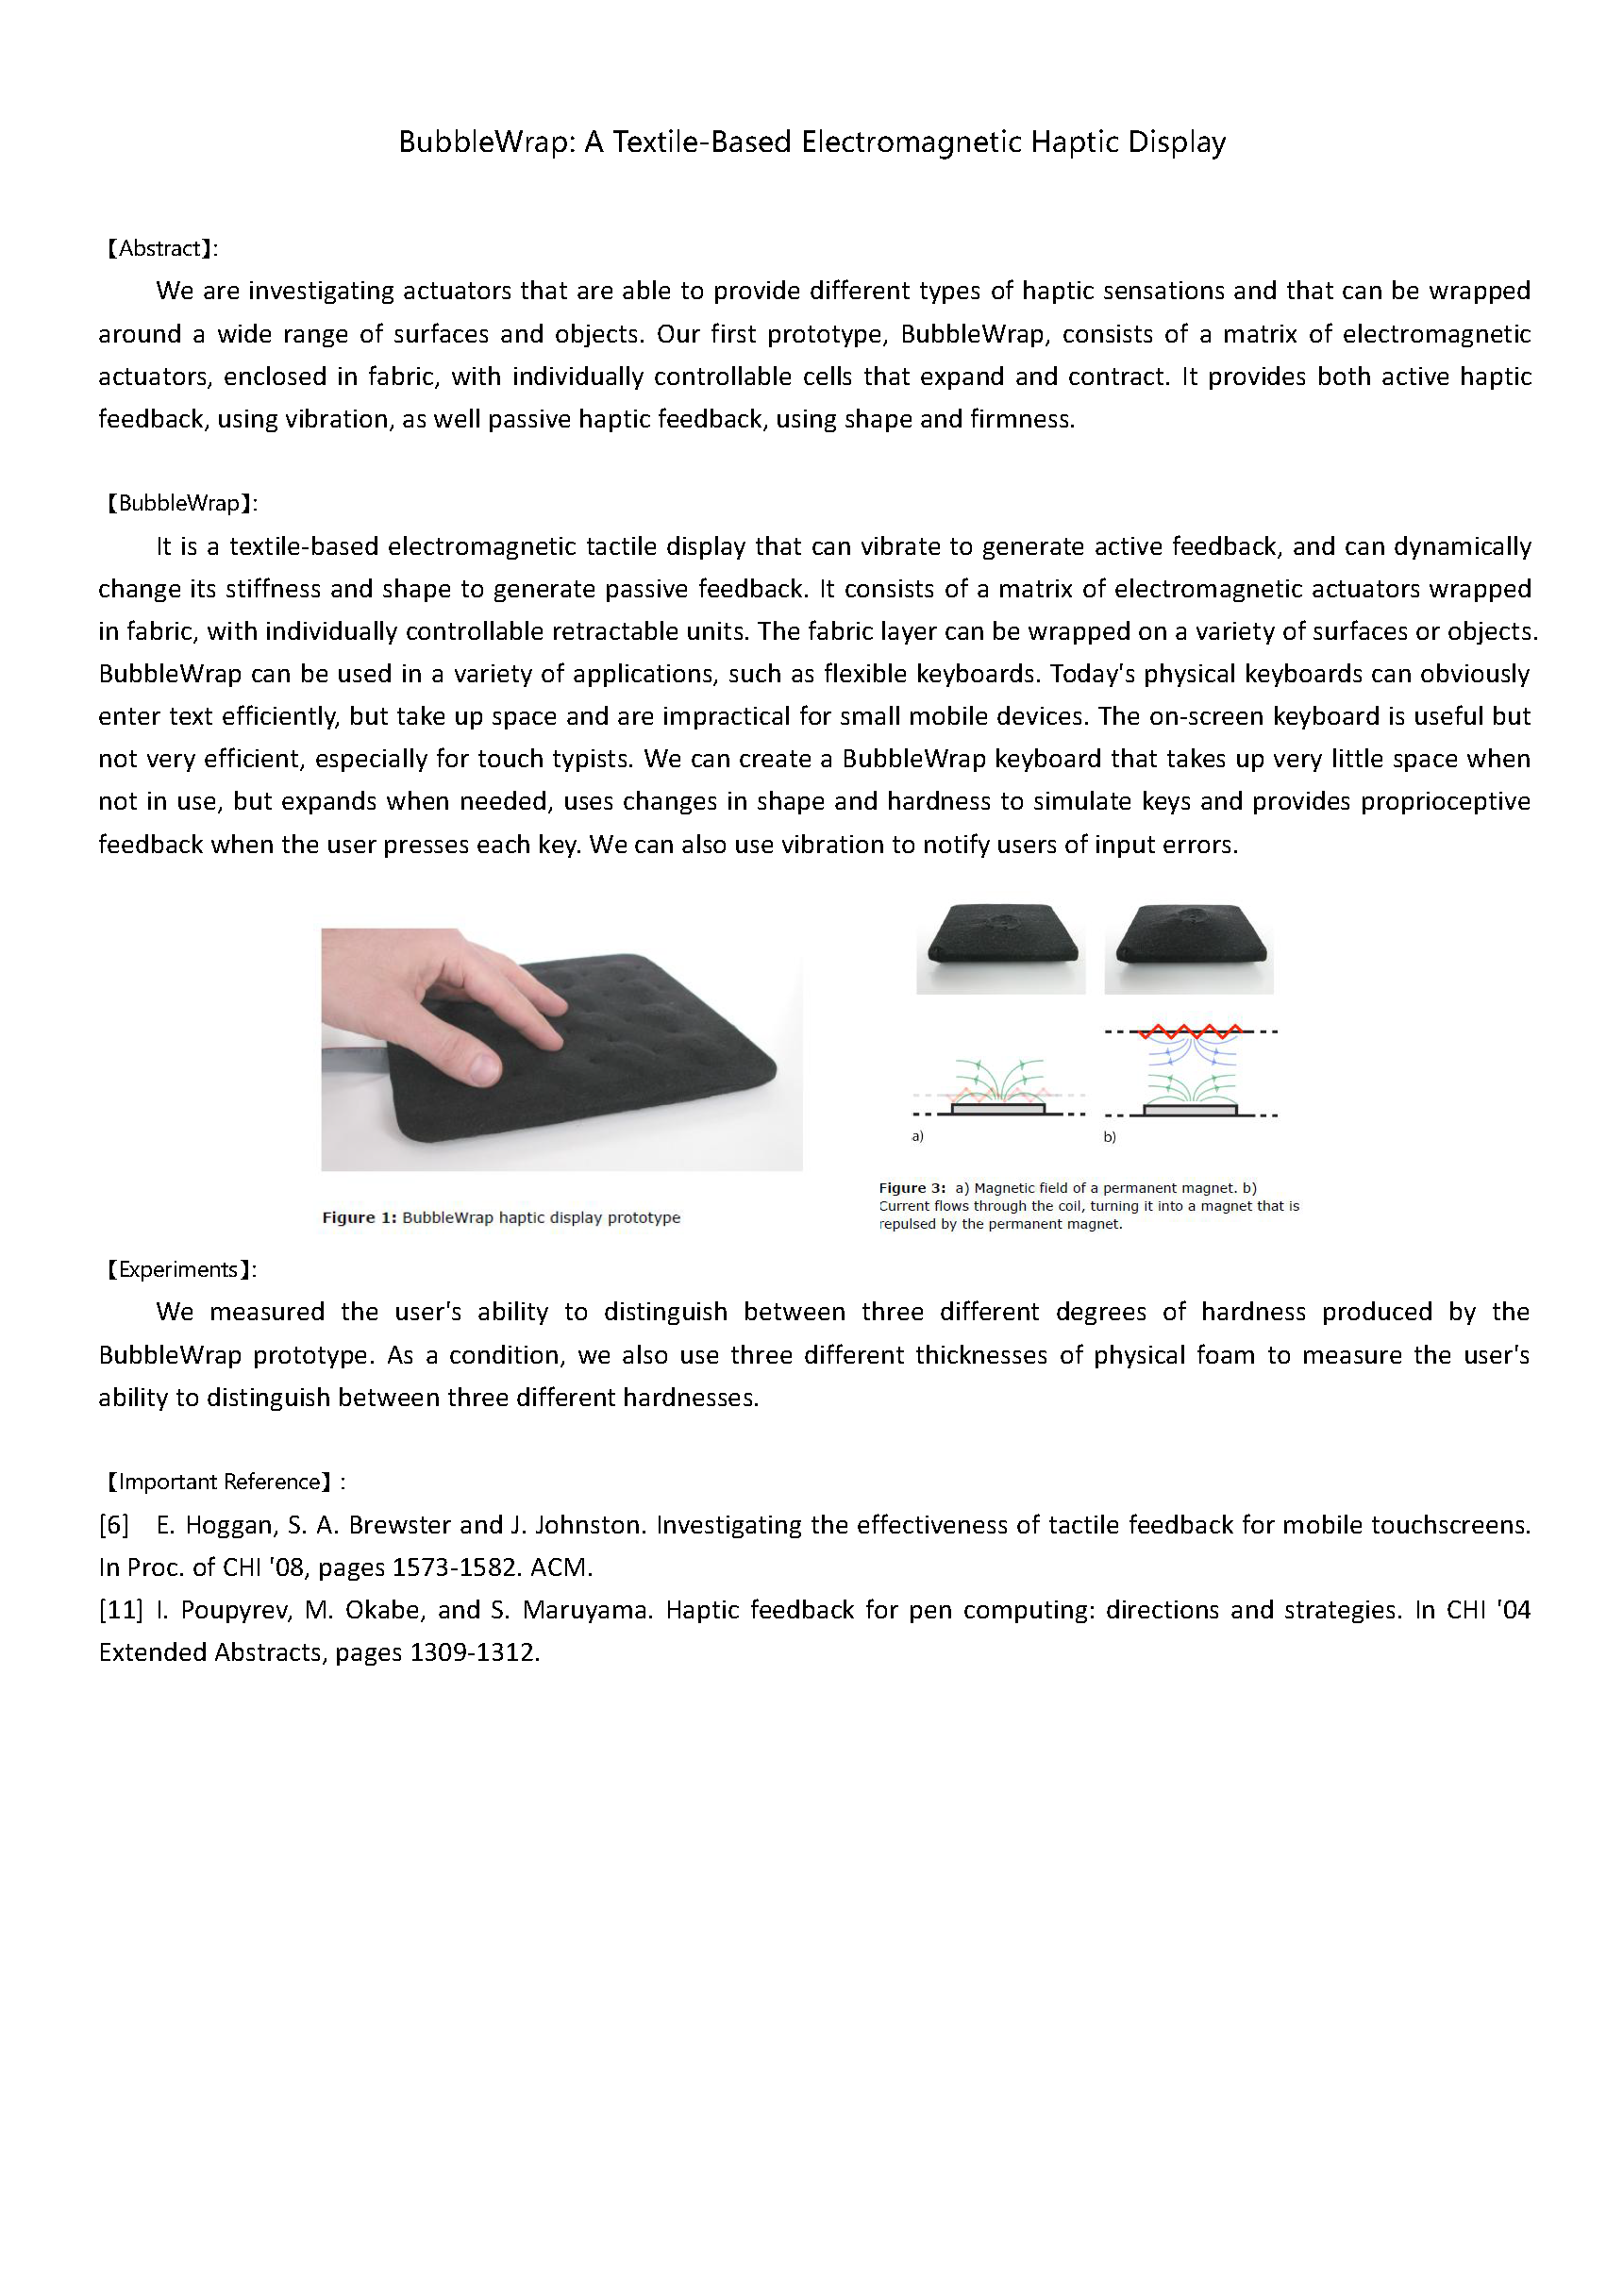 BubbleWrap: A Textile-Based Electromagnetic Haptic Display
【Abstract】:
We are investigating actuators that are able to provide different types of haptic sensations and that can be wrapped
around a wide range of surfaces and objects. Our first prototype, BubbleWrap, consists of a matrix of electromagnetic
actuators, enclosed in fabric, with individually controllable cells that expand and contract. It provides both active haptic
feedback, using vibration, as well passive haptic feedback, using shape and firmness.
【BubbleWrap】:
It is a textile-based electromagnetic tactile display that can vibrate to generate active feedback, and can dynamically
change its stiffness and shape to generate passive feedback. It consists of a matrix of electromagnetic actuators wrapped
in fabric, with individually controllable retractable units. The fabric layer can be wrapped on a variety of surfaces or objects.
BubbleWrap can be used in a variety of applications, such as flexible keyboards. Today's physical keyboards can obviously
enter text efficiently, but take up space and are impractical for small mobile devices. The on-screen keyboard is useful but
not very efficient, especially for touch typists. We can create a BubbleWrap keyboard that takes up very little space when
not in use, but expands when needed, uses changes in shape and hardness to simulate keys and provides proprioceptive
feedback when the user presses each key. We can also use vibration to notify users of input errors.
Figure 1: BubbleWrap haptic display prototype
a)
b)
Figure 3: a) Magnetic field of a permanent magnet. b)
Current flows through the coil, turning it into a magnet that is
repulsed by the permanent magnet.
【Experiments】:
We measured the user's ability to distinguish between three different degrees of hardness produced by the
BubbleWrap prototype. As a condition, we also use three different thicknesses of physical foam to measure the user's
ability to distinguish between three different hardnesses.
【Important Reference】:
[6] E. Hoggan, S. A. Brewster and J. Johnston. Investigating the effectiveness of tactile feedback for mobile touchscreens.
In Proc. of CHI '08, pages 1573-1582. ACM.
[11] I. Poupyrev, M. Okabe, and S. Maruyama. Haptic feedback for pen computing: directions and strategies. In CHI '04
Extended Abstracts, pages 1309-1312.